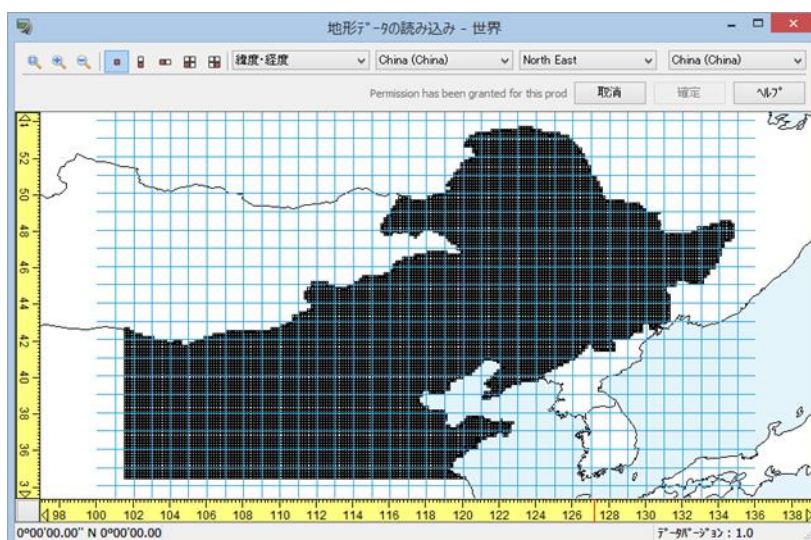 地形ﾃﾞｰﾀの読み込み - 世界
緯度・経度 China (China) North East China (China)
Permission has been granted for this prod 取消 確定 ﾍﾙﾌﾟ
52
50
48
46
44
42
40
38
36
98 100 102 104 106 108 110 112 114 116 118 120 122 124 126 128 130 132 134 136 138
0º00'00.00" N 0º00'00.00 ﾃﾞｰﾀﾊﾞｰｼﾞｮﾝ : 1.0